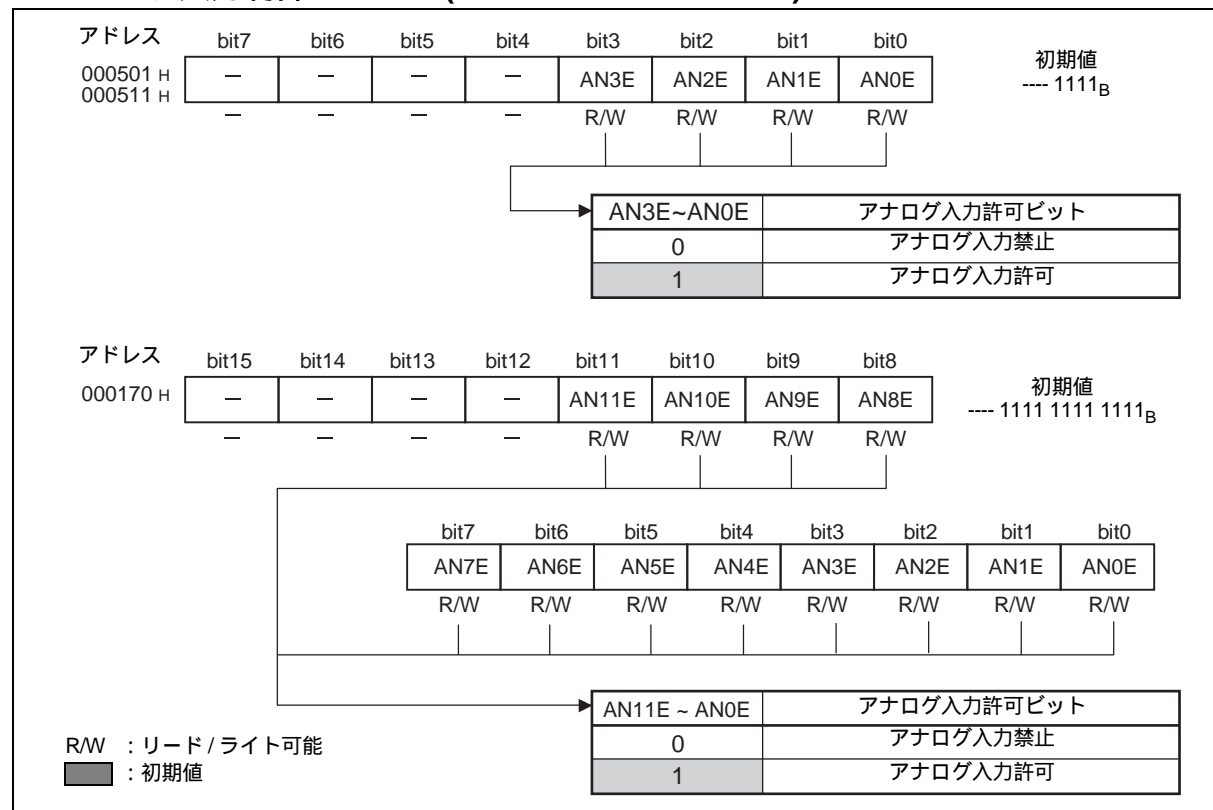 アドレス bit7 bit6 bit5 bit4 bit3 bit2 bit1 bit0
初期値
000501 H
000511 H
– – – – AN3E AN2E AN1E AN0E
---- 1111B
– – – – R/W R/W R/W R/W
AN3E~AN0E アナログ入力許可ビット
0 アナログ入力禁止
1 アナログ入力許可
アドレス bit15 bit14 bit13 bit12 bit11 bit10 bit9 bit8
初期値
000170 H – – – – AN11E AN10E AN9E AN8E
---- 1111 1111 1111B
– – – – R/W R/W R/W R/W
bit7 bit6 bit5 bit4 bit3 bit2 bit1 bit0
AN7E AN6E AN5E AN4E AN3E AN2E AN1E AN0E
R/W R/W R/W R/W R/W R/W R/W R/W
AN11E ~ AN0E アナログ入力許可ビット
0 アナログ入力禁止
1 アナログ入力許可
R/W : リード / ライト可能
: 初期値